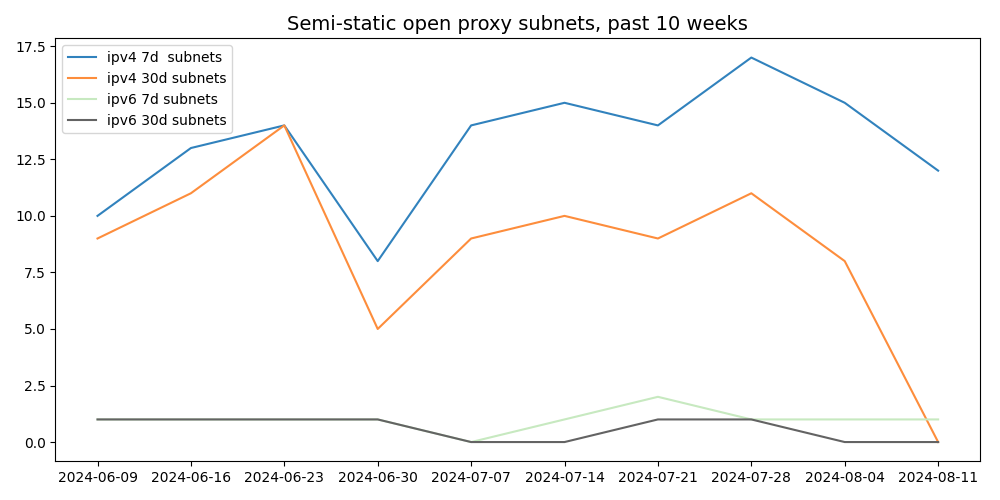 Semi-static open proxy subnets, past 10 weeks
17.5
15.0
12.5
10.0
7.5
5.0
2.5
0.0
ipv4 7d  subnets
ipv4 30d subnets
ipv6 7d subnets
ipv6 30d subnets
2024-06-09 2024-06-16 2024-06-23 2024-06-30 2024-07-07 2024-07-14 2024-07-21 2024-07-28 2024-08-04 2024-08-11